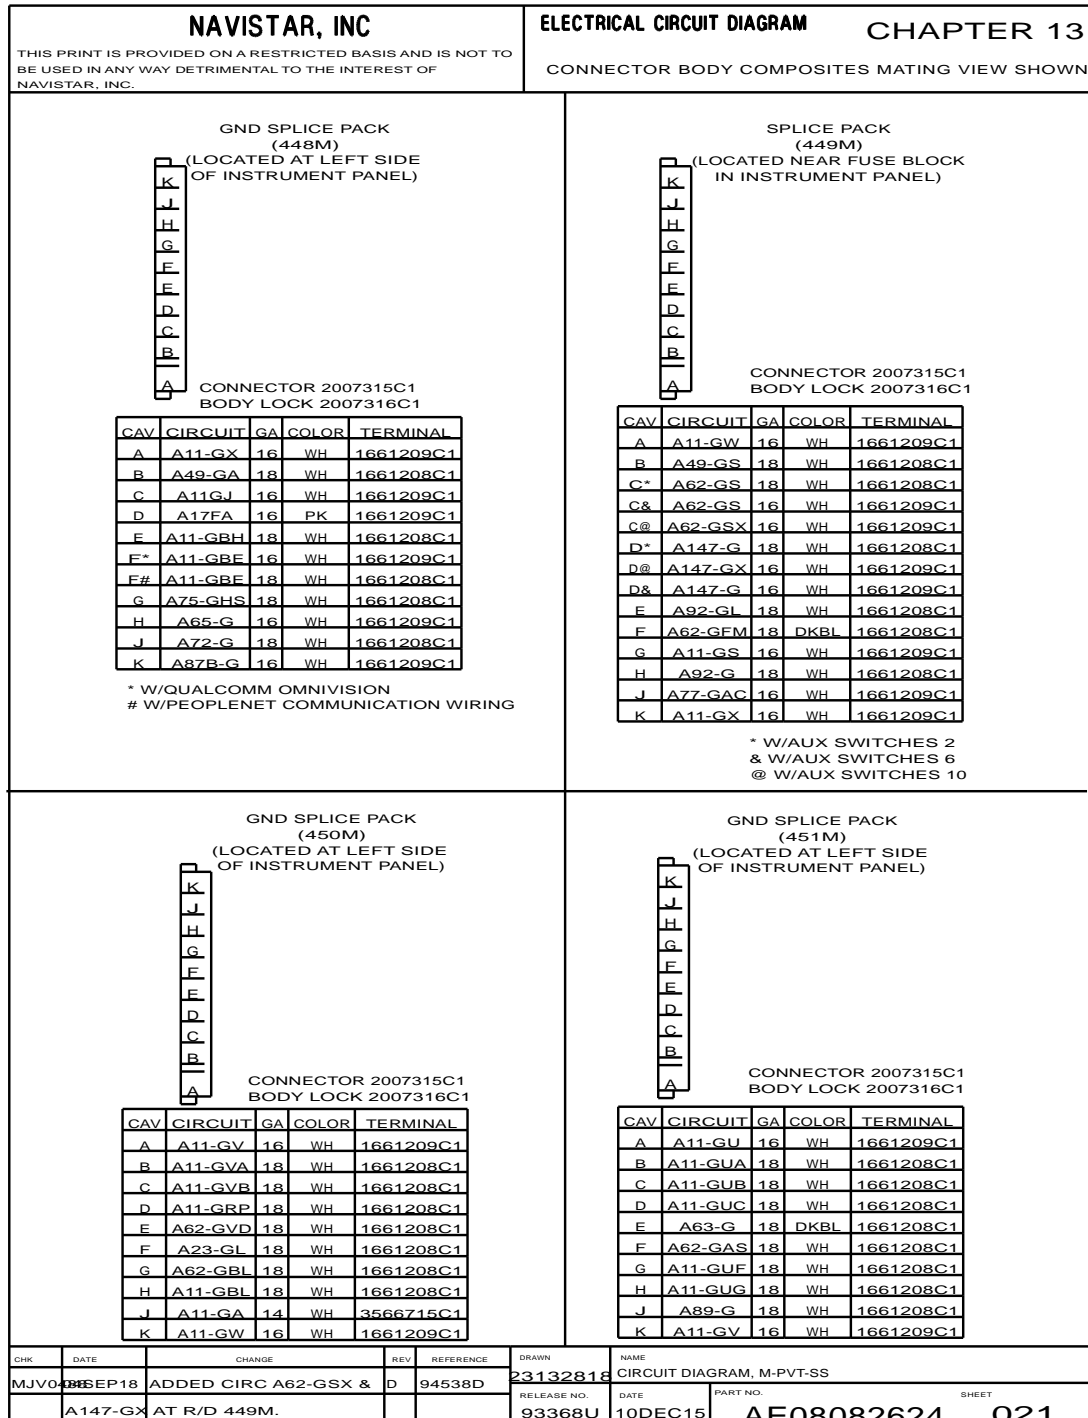 NAVISTAR, INC
THIS PRINT IS PROVIDED ON A RESTRICTED BASIS AND IS NOT TO
BE USED IN ANY WAY DETRIMENTAL TO THE INTEREST OF
NAVISTAR, INC.
ELECTRICAL CIRCUIT DIAGRAM
CHAPTER 13
CONNECTOR BODY COMPOSITES MATING VIEW SHOWN
GND SPLICE PACK
(448M)
(LOCATED AT LEFT SIDE
OF INSTRUMENT PANEL)
K
J
H
G
F
E
D
C
B
A
CONNECTOR 2007315C1
BODY LOCK 2007316C1
CAV CIRCUIT GA COLOR TERMINAL
A A11-GX 16 WH 1661209C1
B A49-GA 18 WH 1661208C1
C A11GJ 16 WH 1661209C1
D A17FA 16 PK 1661209C1
E A11-GBH 18 WH 1661208C1
F* A11-GBE 16 WH 1661209C1
F# A11-GBE 18 WH 1661208C1
G A75-GHS 18 WH 1661208C1
H A65-G 16 WH 1661209C1
J A72-G 18 WH 1661208C1
K A87B-G 16 WH 1661209C1
* W/QUALCOMM OMNIVISION
# W/PEOPLENET COMMUNICATION WIRING
SPLICE PACK
(449M)
(LOCATED NEAR FUSE BLOCK
IN INSTRUMENT PANEL)
K
J
H
G
F
E
D
C
B
A
CONNECTOR 2007315C1
BODY LOCK 2007316C1
CAV CIRCUIT GA COLOR TERMINAL
A A11-GW 16 WH 1661209C1
B A49-GS 18 WH 1661208C1
C* A62-GS 18 WH 1661208C1
C& A62-GS 16 WH 1661209C1
C@ A62-GSX 16 WH 1661209C1
D* A147-G 18 WH 1661208C1
D@ A147-GX 16 WH 1661209C1
D& A147-G 16 WH 1661209C1
E A92-GL 18 WH 1661208C1
F A62-GFM 18 DKBL 1661208C1
G A11-GS 16 WH 1661209C1
H A92-G 18 WH 1661208C1
J A77-GAC 16 WH 1661209C1
K A11-GX 16 WH 1661209C1
* W/AUX SWITCHES 2
& W/AUX SWITCHES 6
@ W/AUX SWITCHES 10
GND SPLICE PACK
(450M)
(LOCATED AT LEFT SIDE
OF INSTRUMENT PANEL)
K
J
H
G
F
E
D
C
B
A
CONNECTOR 2007315C1
BODY LOCK 2007316C1
CAV CIRCUIT GA COLOR TERMINAL
A A11-GV 16 WH 1661209C1
B A11-GVA 18 WH 1661208C1
C A11-GVB 18 WH 1661208C1
D A11-GRP 18 WH 1661208C1
E A62-GVD 18 WH 1661208C1
F A23-GL 18 WH 1661208C1
G A62-GBL 18 WH 1661208C1
H A11-GBL 18 WH 1661208C1
J A11-GA 14 WH 3566715C1
K A11-GW 16 WH 1661209C1
GND SPLICE PACK
(451M)
(LOCATED AT LEFT SIDE
OF INSTRUMENT PANEL)
K
J
H
G
F
E
D
C
B
A
CONNECTOR 2007315C1
BODY LOCK 2007316C1
CAV CIRCUIT GA COLOR TERMINAL
A A11-GU 16 WH 1661209C1
B A11-GUA 18 WH 1661208C1
C A11-GUB 18 WH 1661208C1
D A11-GUC 18 WH 1661208C1
E A63-G 18 DKBL 1661208C1
F A62-GAS 18 WH 1661208C1
G A11-GUF 18 WH 1661208C1
H A11-GUG 18 WH 1661208C1
J A89-G 18 WH 1661208C1
K A11-GV 16 WH 1661209C1
CHK DATE CHANGE REV REFERENCE
ADDED CIRC A62-GSX & D 94538D
A147-GX AT R/D 449M.
DRAWN
23132818
NAME
CIRCUIT DIAGRAM, M-PVT-SS
RELEASE NO.
93368U
DATE
10DEC15
PART NO.
AF08082624
SHEET
021